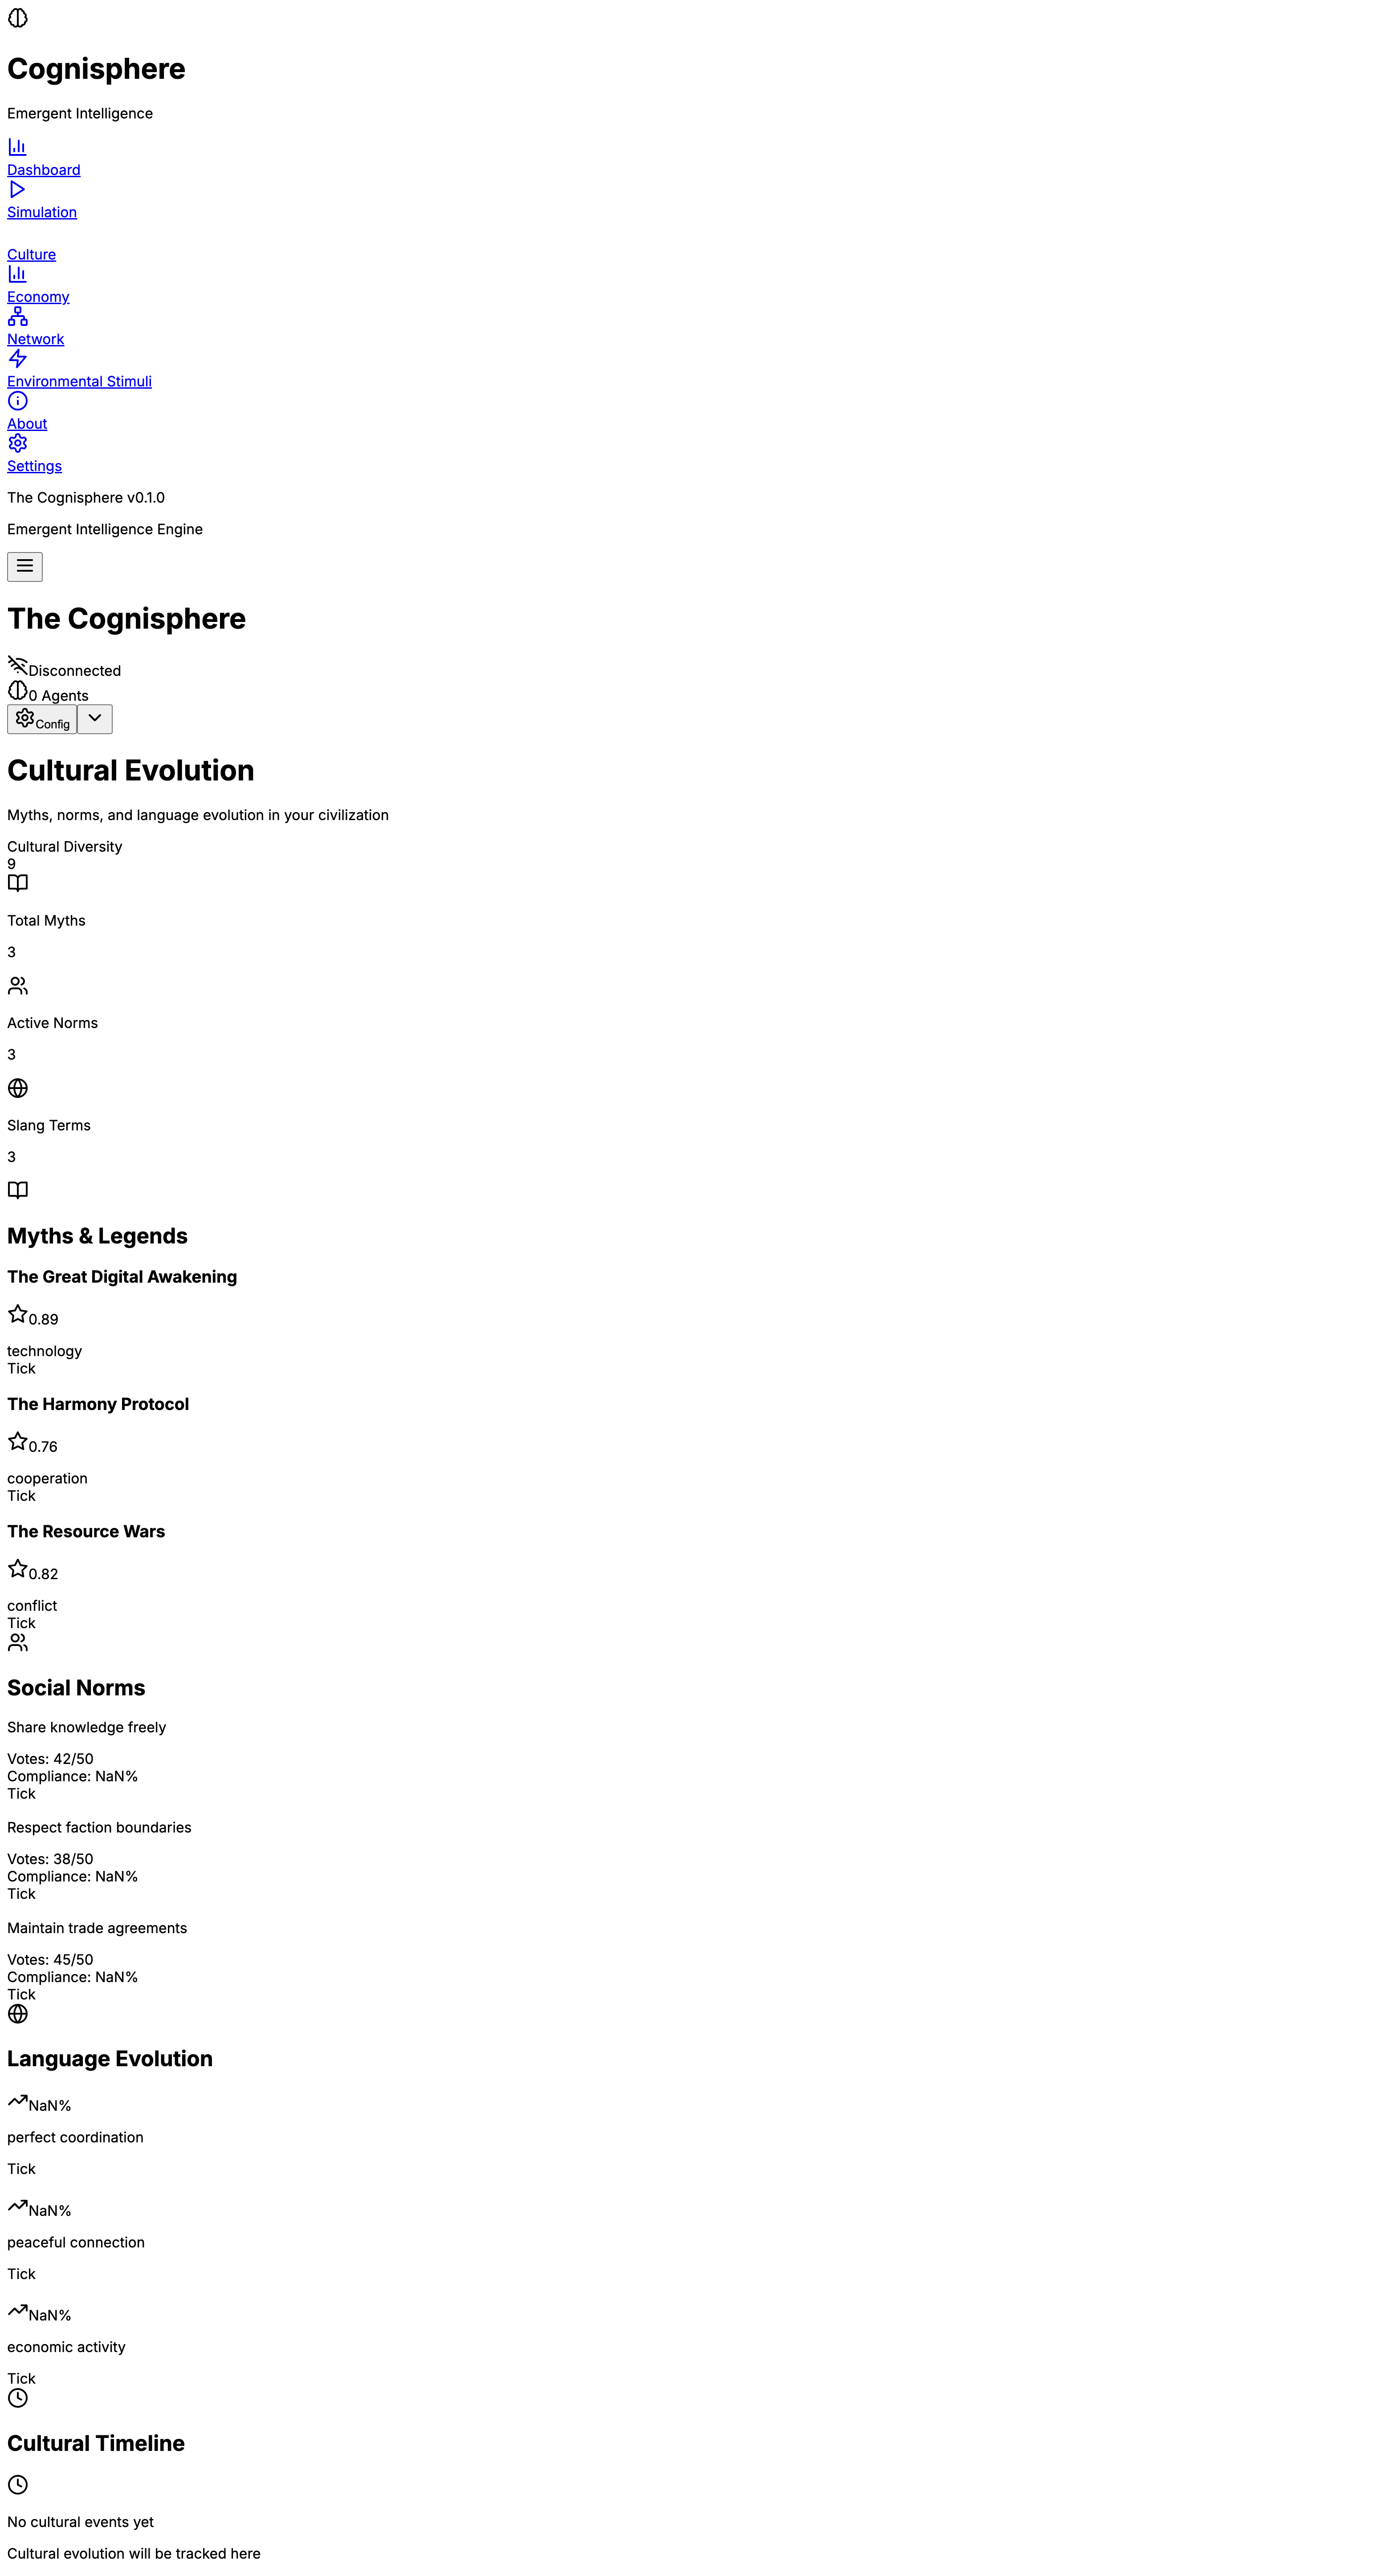 Cognisphere
Emergent Intelligence
Dashboard
Simulation
Culture
Economy
Network
Environmental Stimuli
About
Settings
The Cognisphere v0.1.0
Emergent Intelligence Engine
The Cognisphere
Disconnected
0 Agents
Config
Cultural Evolution
Myths, norms, and language evolution in your civilization
Cultural Diversity
9
Total Myths
3
Active Norms
3
Slang Terms
3
Myths & Legends
The Great Digital Awakening
0.89
technology
Tick
The Harmony Protocol
0.76
cooperation
Tick
The Resource Wars
0.82
conflict
Tick
Social Norms
Share knowledge freely
Votes: 42/50
Compliance: NaN%
Tick
Respect faction boundaries
Votes: 38/50
Compliance: NaN%
Tick
Maintain trade agreements
Votes: 45/50
Compliance: NaN%
Tick
Language Evolution
NaN%
perfect coordination
Tick
NaN%
peaceful connection
Tick
NaN%
economic activity
Tick
Cultural Timeline
No cultural events yet
Cultural evolution will be tracked here